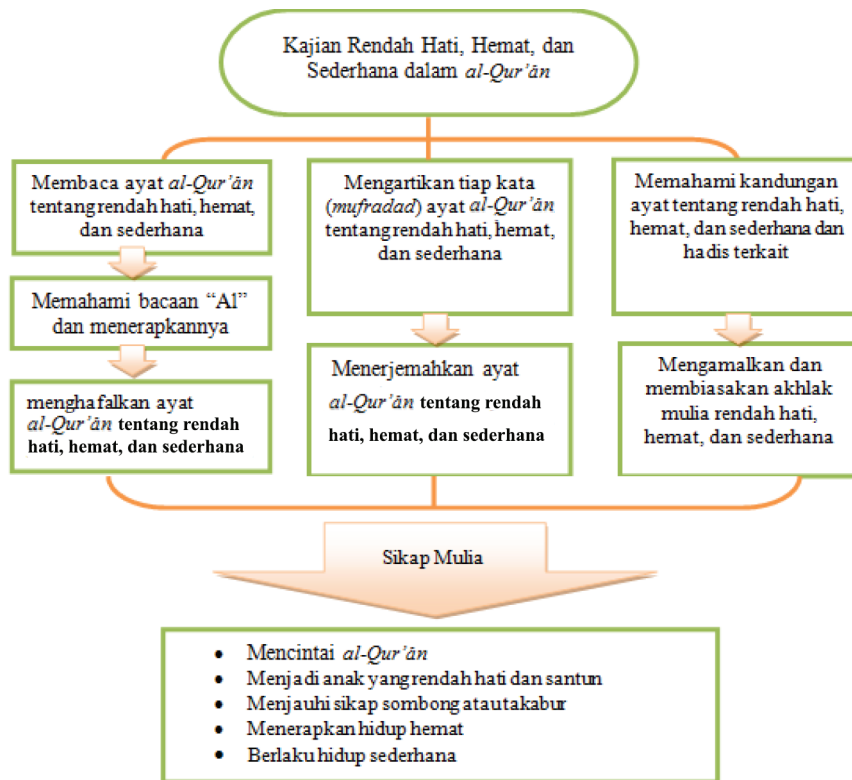 Kajian Rendah Hati, Hemat, dan
Sederhana dalam al-Qur’ān
Membaca ayat al-Qur’ān
tentang rendah hati, hemat,
dan sederhana
Memahami bacaan “Al”
dan menerapkannya
menghafalkan ayat
al-Qur’ān tentang rendah
hati, hemat, dan sederhana
Mengartikan tiap kata
(mufradad) ayat al-Qur’ān
tentang rendah hati, hemat,
dan sederhana
Menerjemahkan ayat
al-Qur’ān tentang rendah
hati, hemat, dan sederhana
Memahami kandungan
ayat tentang rendah hati,
hemat, dan sederhana dan
hadis terkait
Mengamalkan dan
membiasakan akhlak
mulia rendah hati,
hemat, dan sederhana
Sikap Mulia
• Mencintai al-Qur’ān
• Menjadi anak yang rendah hati dan santun
• Menjauhi sikap sombong atau takabur
• Menerapkan hidup hemat
• Berlaku hidup sederhana